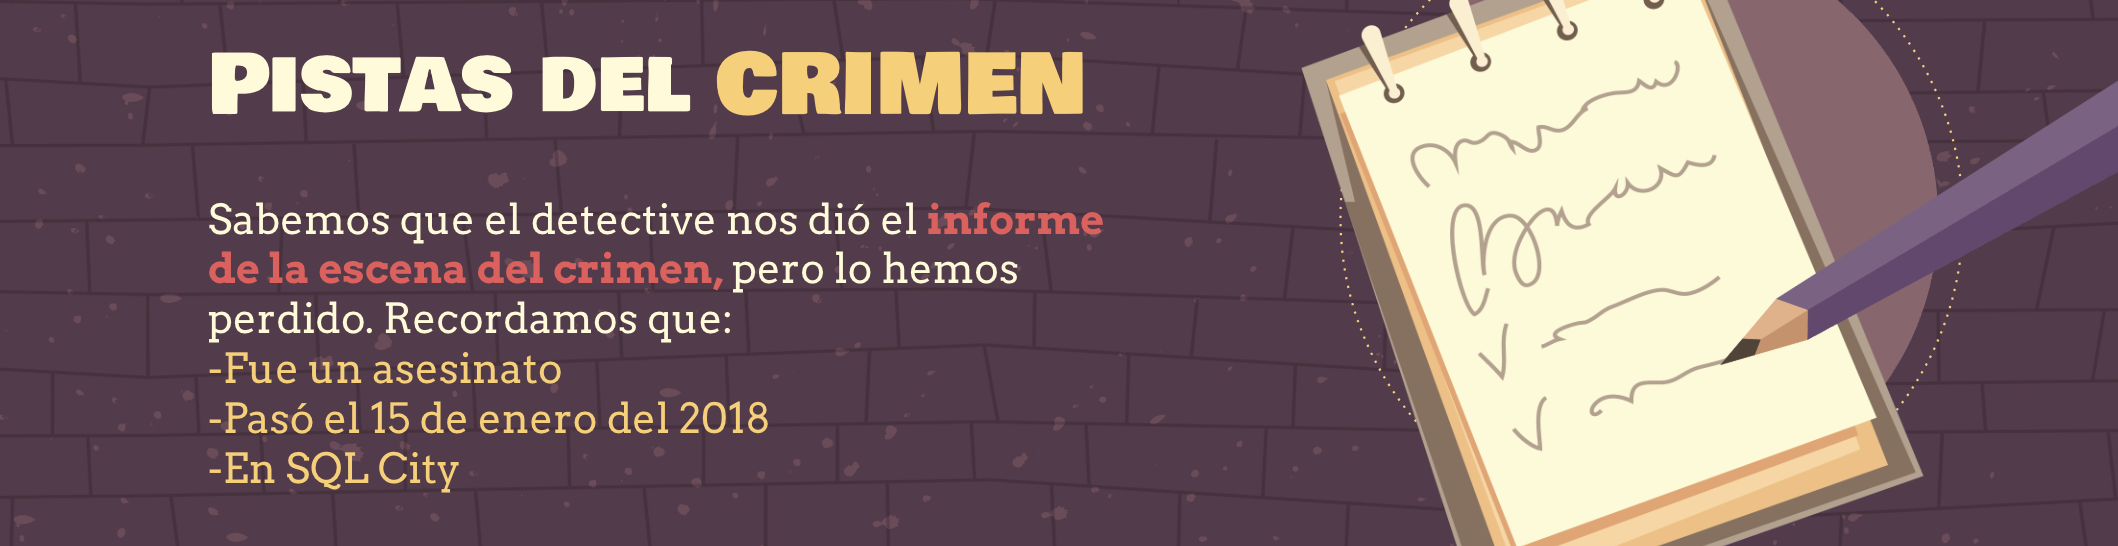 PISTAS DEL CRIMEN
Sabemos que el detective nos dió el informe
de la escena del crimen, pero lo hemos
perdido. Recordamos que:
-Fue un asesinato
-Pasó el 15 de enero del 2018
-En SQL City